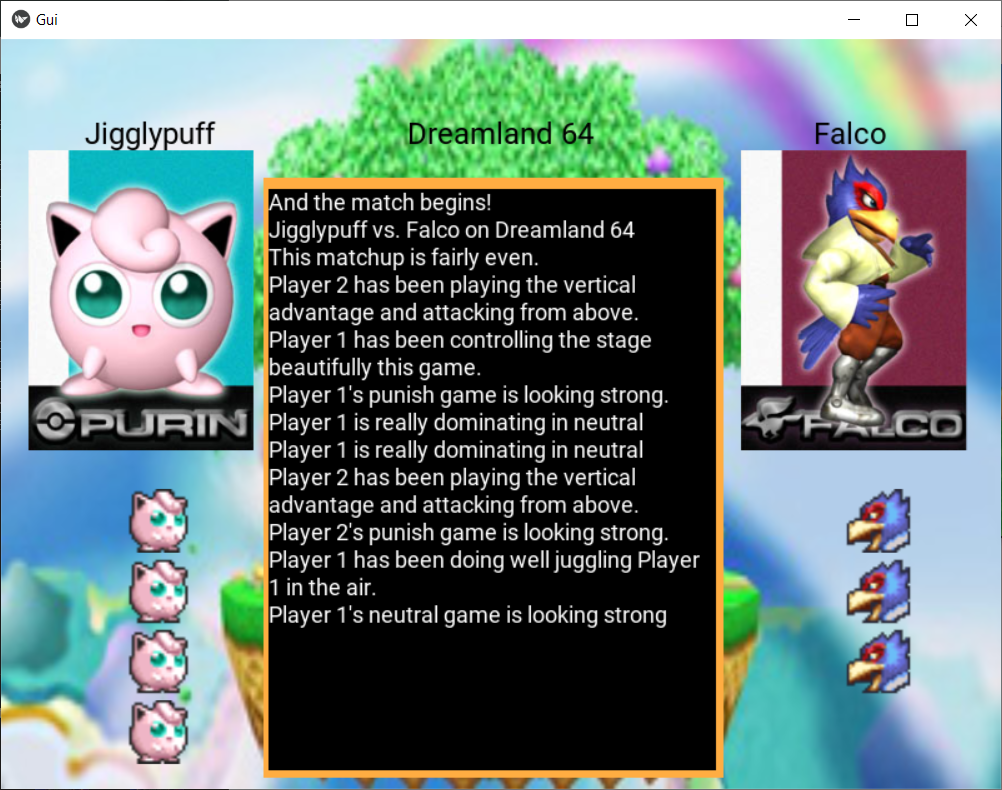 Gui
Jigglypuff
Dreamland 64
Falco
And the match begins!
Jigglypuff vs. Falco on Dreamland 64
This matchup is fairly even.
Player 2 has been playing the vertical
advantage and attacking from above.
Player 1 has been controlling the stage
beautifully this game.
Player 1's punish game is looking strong.
Player 1 is really dominating in neutral
Player 1 is really dominating in neutral
Player 2 has been playing the vertical
advantage and attacking from above.
Player 2's punish game is looking strong.
Player 1 has been doing well juggling Player
1 in the air.
Player 1's neutral game is looking strong
PURIN
FALCO